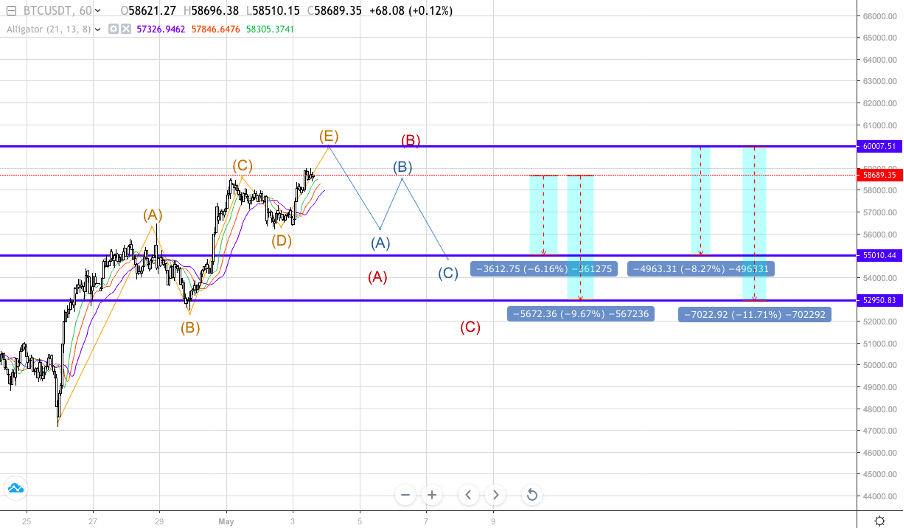 BTCUSDT, 60 O58621.27 H58696.38 L58510.15 C58689.35 +68.08 (+0.12%)
Alligator (21, 13, 8) 57326.9462 57846.6476 58305.3741
66000.00
65000.00
64000.00
63000.00
62000.00
61000.00
(E)
(B)
60007.51
(C)
(B)
59000.00
58689.35
58000.00
(A)
57000.00
(D)
(A)
56000.00
55010.44
−3612.75 (−6.16%) −361275
−4963.31 (−8.27%) −496331
(A)
(C)
54000.00
52950.83
−5672.36 (−9.67%) −567236
−7022.92 (−11.71%) −702292
(B)
(C)
52000.00
51000.00
50000.00
49000.00
48000.00
47000.00
46000.00
45000.00
44000.00
25 27 29 May 3 5 7 9